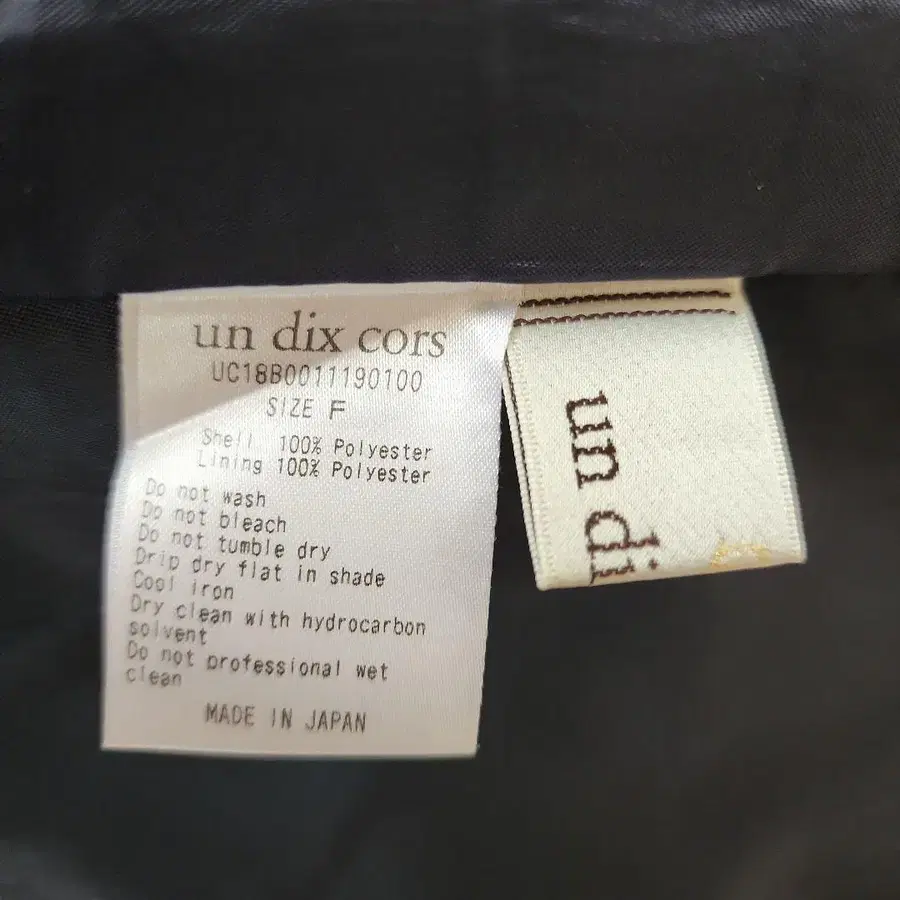 un dix cors
UC18B0011190100
SIZE F
Shell 100% Polyester
Lining 100% Polyester
Do not wash
Do not bleach
Do not tumble dry
Drip dry flat in shade
Cool iron
Dry clean with hydrocarbon
solvent
Do not professional wet
clean
MADE IN JAPAN
un di